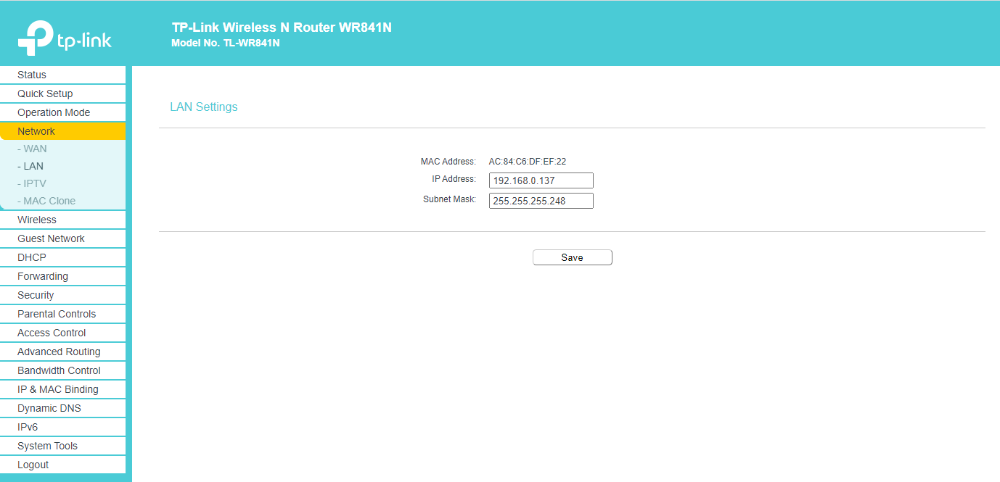 tp-link
TP-Link Wireless N Router WR841N
Model No. TL-WR841N
Status
Quick Setup
Operation Mode
Network
- WAN
- LAN
- IPTV
- MAC Clone
Wireless
Guest Network
DHCP
Forwarding
Security
Parental Controls
Access Control
Advanced Routing
Bandwidth Control
IP & MAC Binding
Dynamic DNS
IPv6
System Tools
Logout
LAN Settings
MAC Address: AC:84:C6:DF:EF:22
IP Address: 192.168.0.137
Subnet Mask: 255.255.255.248
Save